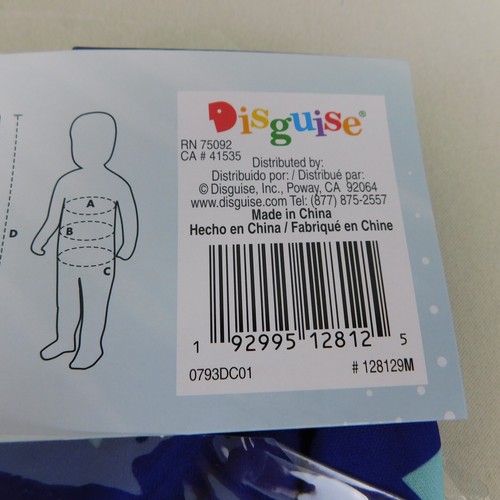 Disguise®
RN 75092
CA # 41535
Distributed by:
Distribuido por: / Distribué par:
© Disguise, Inc., Poway, CA 92064
www.disguise.com Tel: (877) 875-2557
Made in China
Hecho en China / Fabriqué en Chine
1 92995 12812 5
0793DC01 # 128129M
A
B
C
D